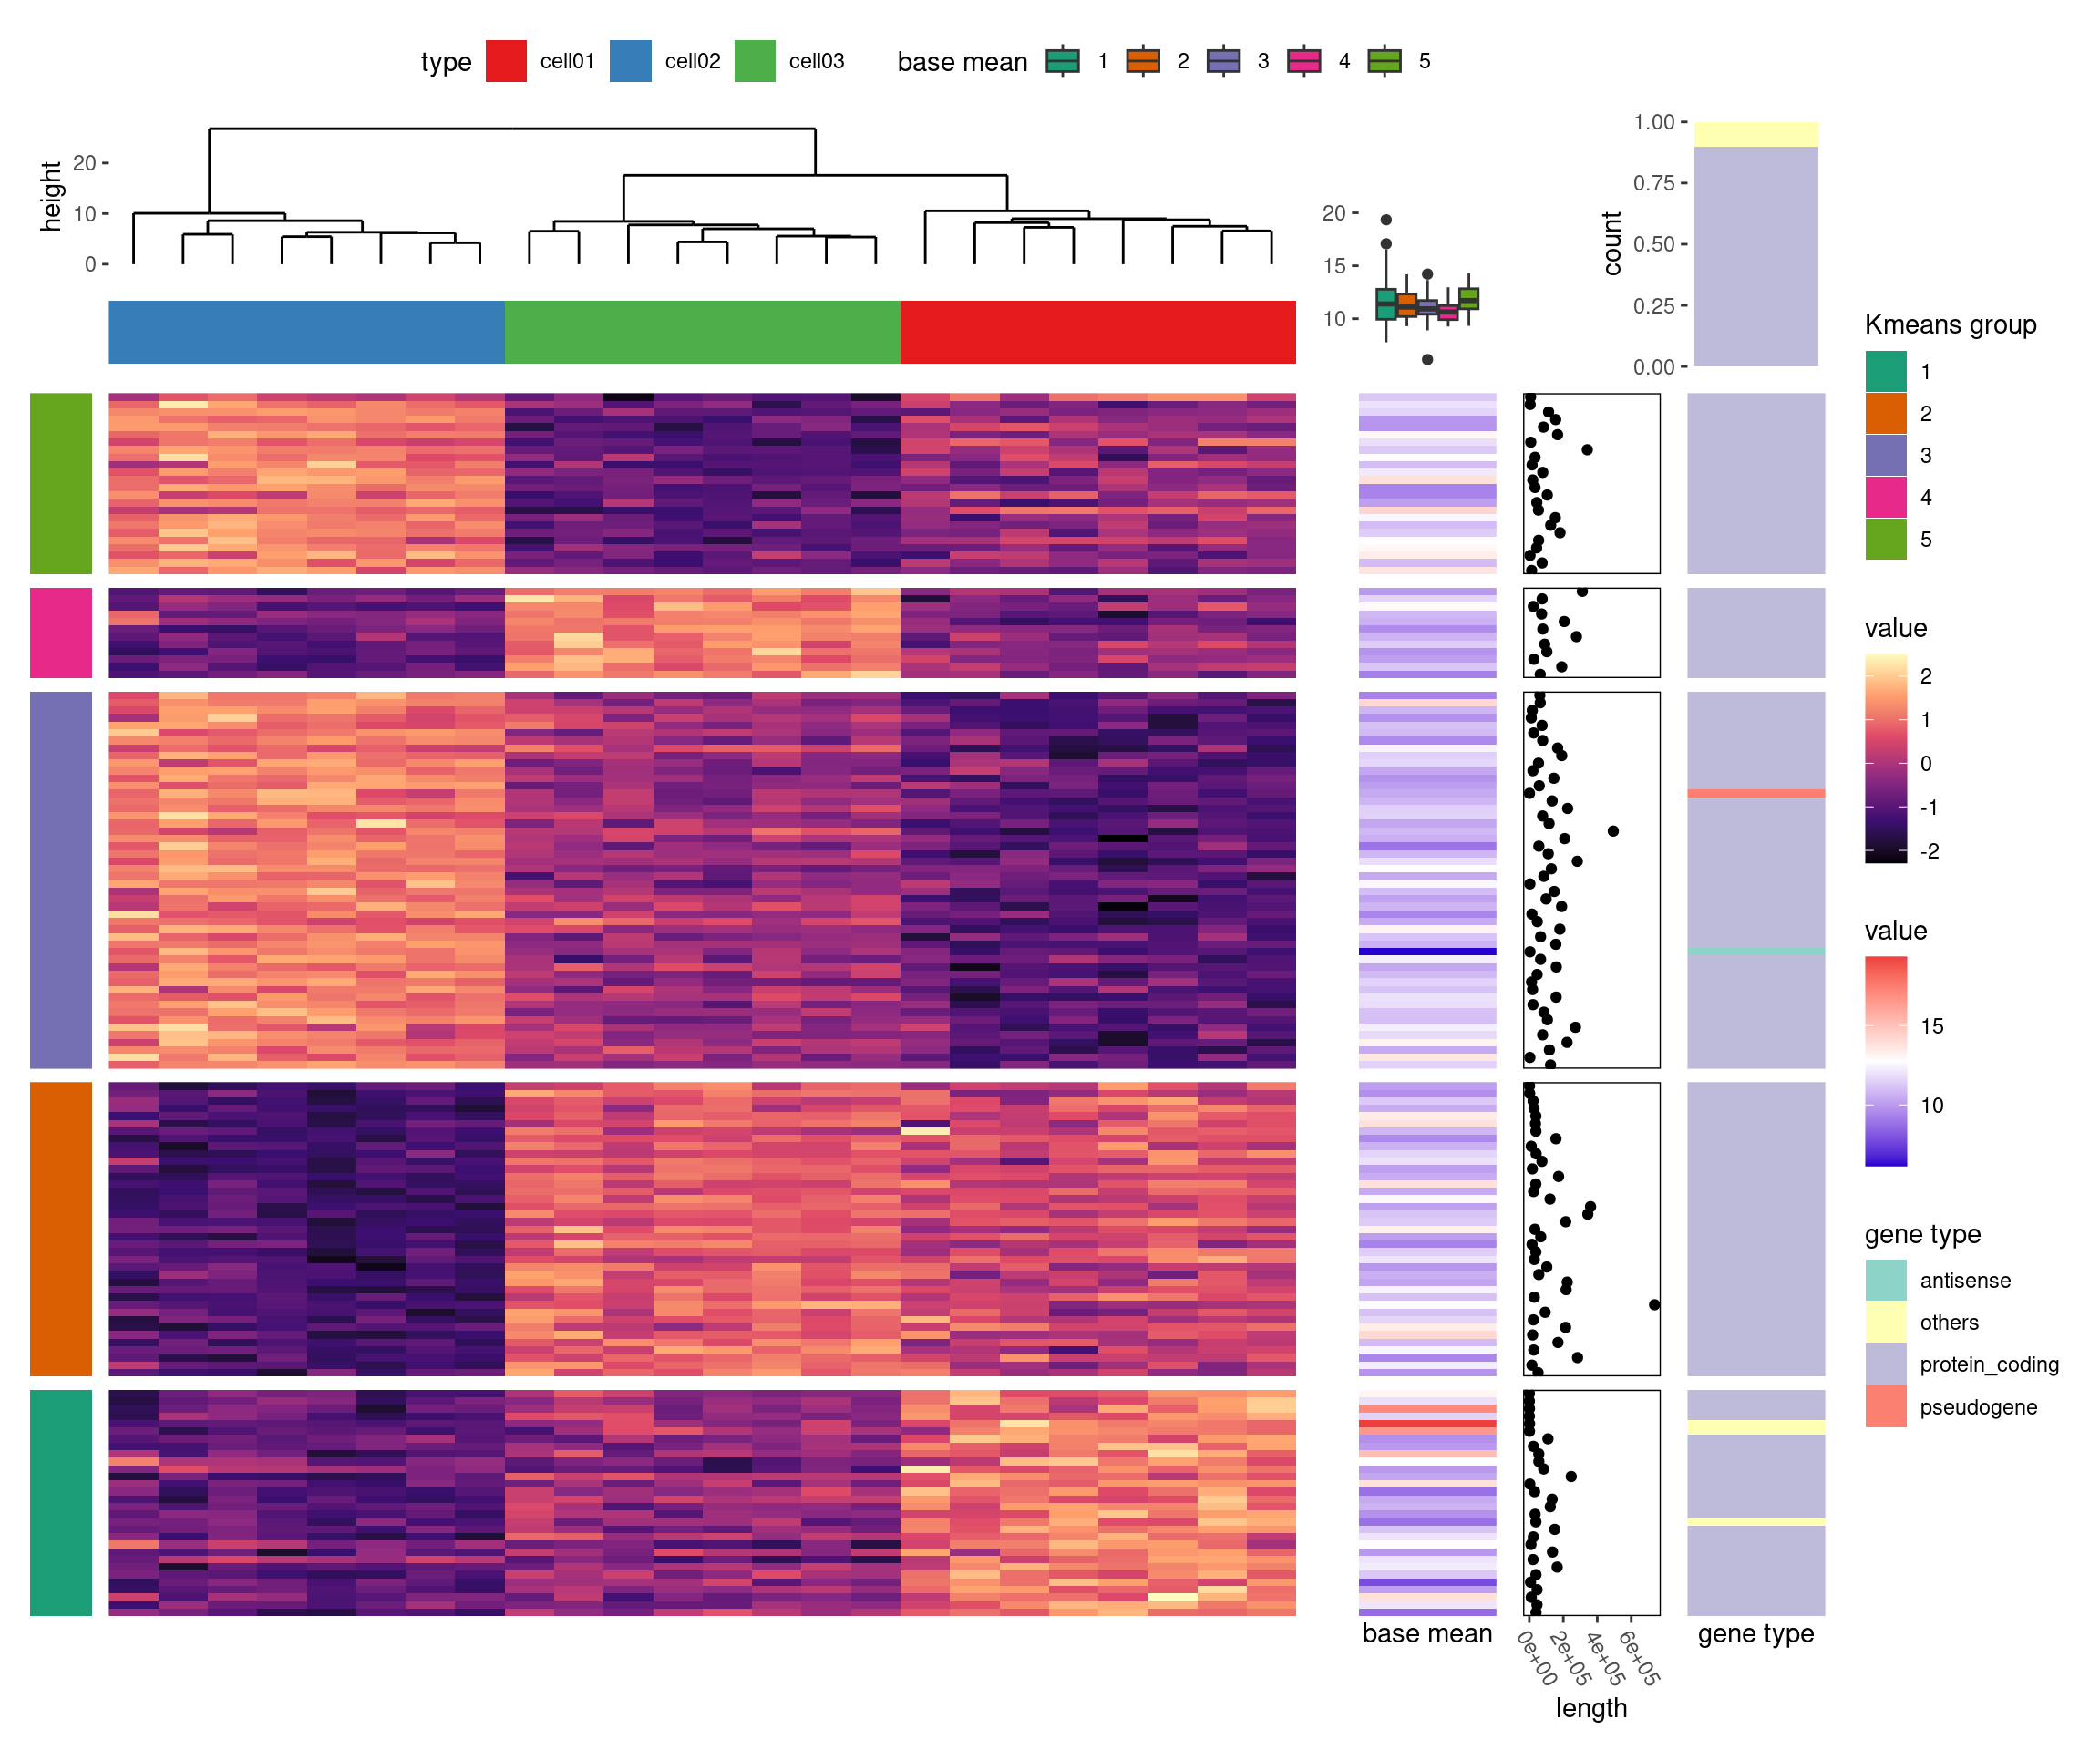 type cell01 cell02 cell03 base mean 1 2 3 4 5
height
20
10
0
20
15
10
count
1.00
0.75
0.50
0.25
0.00
Kmeans group
1
2
3
4
5
value
2
1
0
-1
-2
value
15
10
gene type
antisense
others
protein_coding
pseudogene
base mean
0e+00
2e+05
4e+05
6e+05
length
gene type